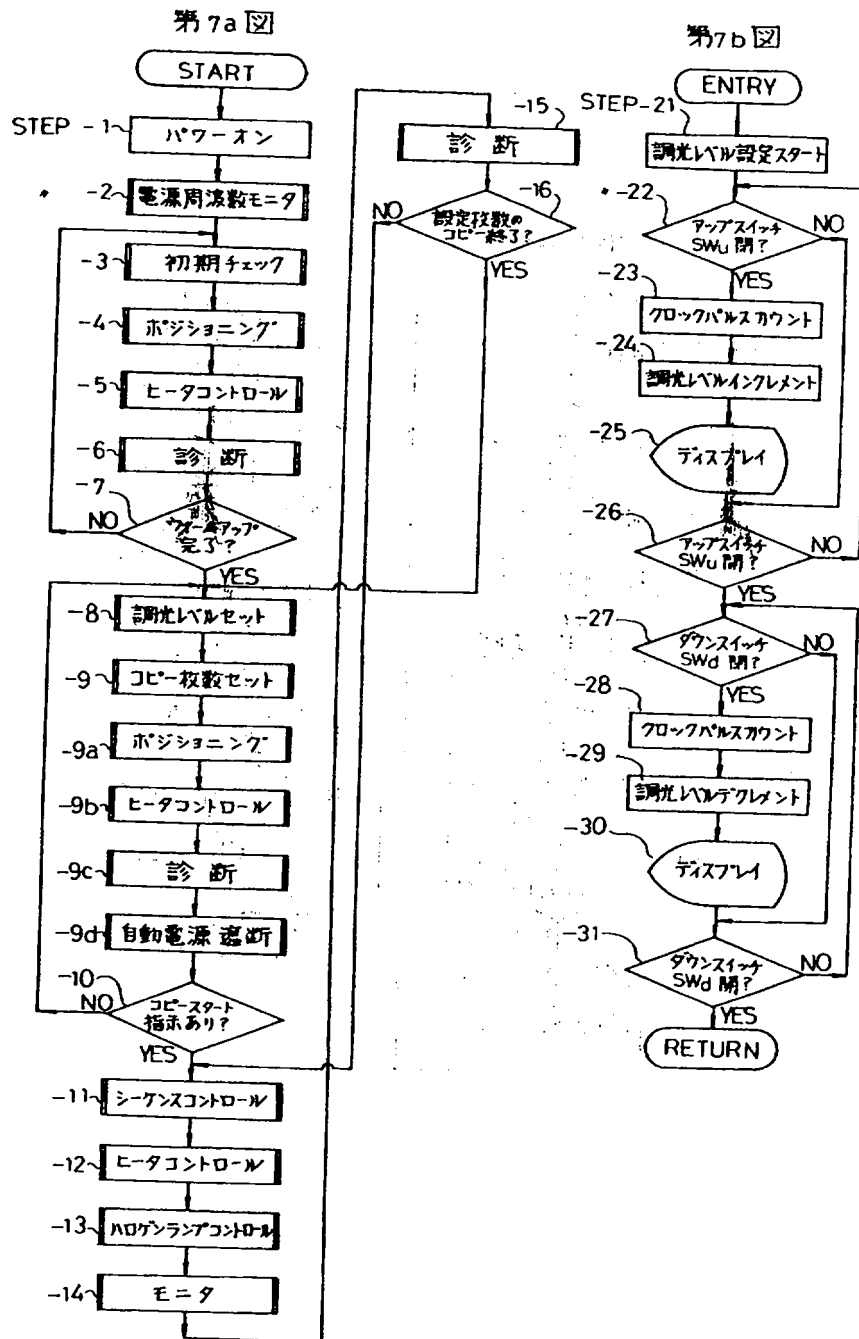 第7a図
START
STEP -1
パワーオン
-2
電源周波数モニタ
-3
初期チェック
-4
ポジショニング
-5
ヒータコントロール
-6
診断
-7
ウォームアップ
完了?
NO
YES
-8
調光レベルセット
-9
コピー枚数セット
-9a
ポジショニング
-9b
ヒータコントロール
-9c
診断
-9d
自動電源遮断
-10
コピースタート
指示あり?
NO
YES
-11
シーケンスコントロール
-12
ヒータコントロール
-13
ハロゲンランプコントロール
-14
モニタ
-15
診断
-16
設定枚数の
コピー終了?
NO
YES
第7b図
ENTRY
STEP-21
調光レベル設定スタート
-22
アップスイッチ
SWu 閉?
NO
YES
-23
クロックパルスカウント
-24
調光レベルインクレメント
-25
ディスプレイ
-26
アップスイッチ
SWu 開?
NO
YES
-27
ダウンスイッチ
SWd 閉?
NO
YES
-28
クロックパルスカウント
-29
調光レベルデクレメント
-30
ディスプレイ
-31
ダウンスイッチ
SWd 開?
NO
YES
RETURN